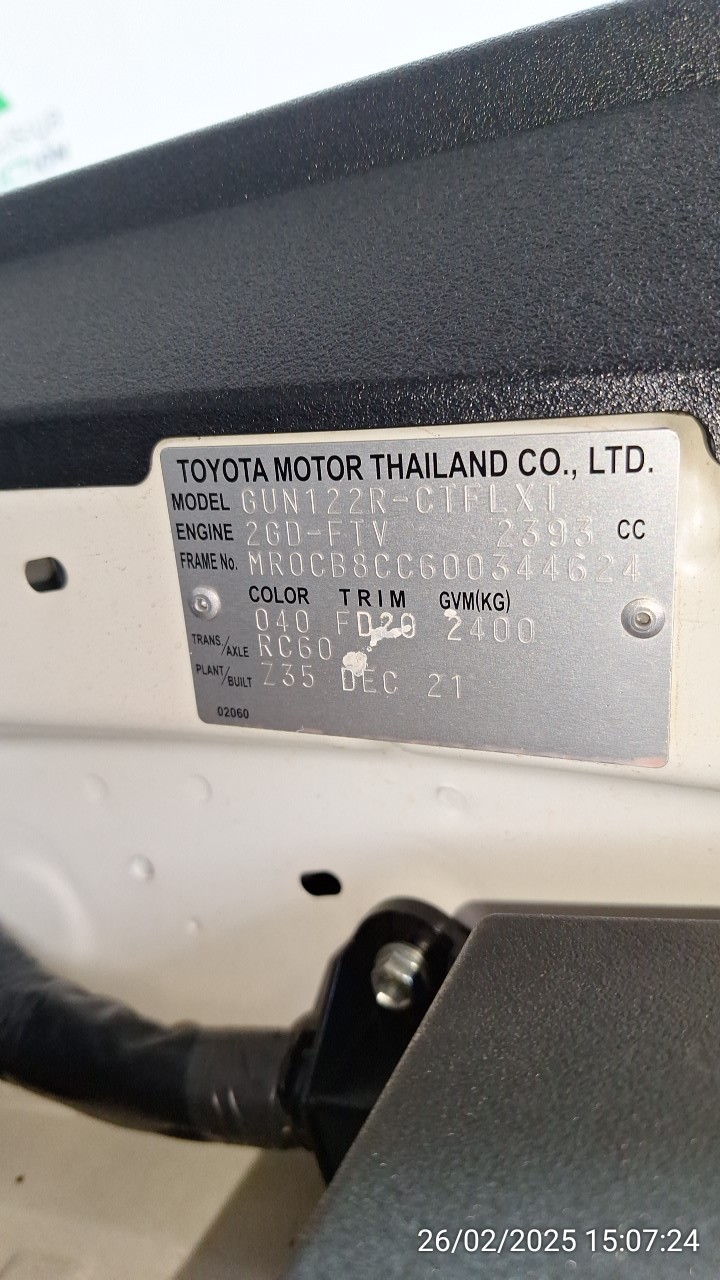 TOYOTA MOTOR THAILAND CO., LTD.
MODEL GUN122R-CTFLXT
ENGINE 2GD-FTV 2393 CC
FRAME No. MR0CB8CC600344624
COLOR TRIM GVM(KG)
040 FD20 2400
TRANS./AXLE RC60
PLANT/BUILT Z35 DEC 21
02060
26/02/2025 15:07:24